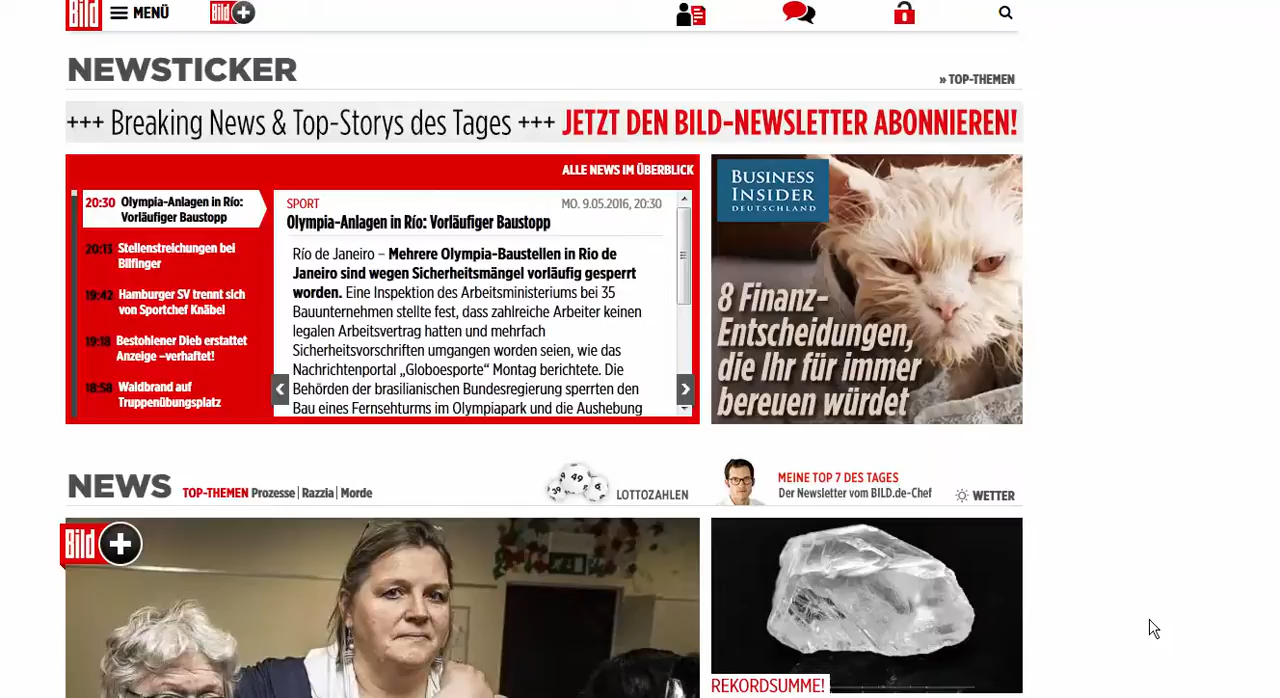 Bild
MENÜ
Bild
NEWSTICKER
» TOP-THEMEN
+++ Breaking News & Top-Storys des Tages +++ JETZT DEN BILD-NEWSLETTER ABONNIEREN!
ALLE NEWS IM ÜBERBLICK
20:30 Olympia-Anlagen in Río:
Vorläufiger Baustopp
20:13 Stellenstreichungen bei
Bilfinger
19:42 Hamburger SV trennt sich
von Sportchef Knäbel
19:18 Bestohlener Dieb erstattet
Anzeige –verhaftet!
18:58 Waldbrand auf
Truppenübungsplatz
SPORT
MO. 9.05.2016, 20:30
Olympia-Anlagen in Río: Vorläufiger Baustopp
Río de Janeiro – Mehrere Olympia-Baustellen in Rio de
Janeiro sind wegen Sicherheitsmängel vorläufig gesperrt
worden. Eine Inspektion des Arbeitsministeriums bei 35
Bauunternehmen stellte fest, dass zahlreiche Arbeiter keinen
legalen Arbeitsvertrag hatten und mehrfach
Sicherheitsvorschriften umgangen worden seien, wie das
Nachrichtenportal „Globoesporte“ Montag berichtete. Die
Behörden der brasilianischen Bundesregierung sperrten den
Bau eines Fernsehturms im Olympiapark und die Aushebung
BUSINESS
INSIDER
DEUTSCHLAND
8 Finanz-
Entscheidungen,
die Ihr für immer
bereuen würdet
NEWS
TOP-THEMEN Prozesse | Razzia | Morde
49
39
LOTTOZAHLEN
MEINE TOP 7 DES TAGES
Der Newsletter vom BILD.de-Chef
WETTER
Bild
REKORDSUMME!